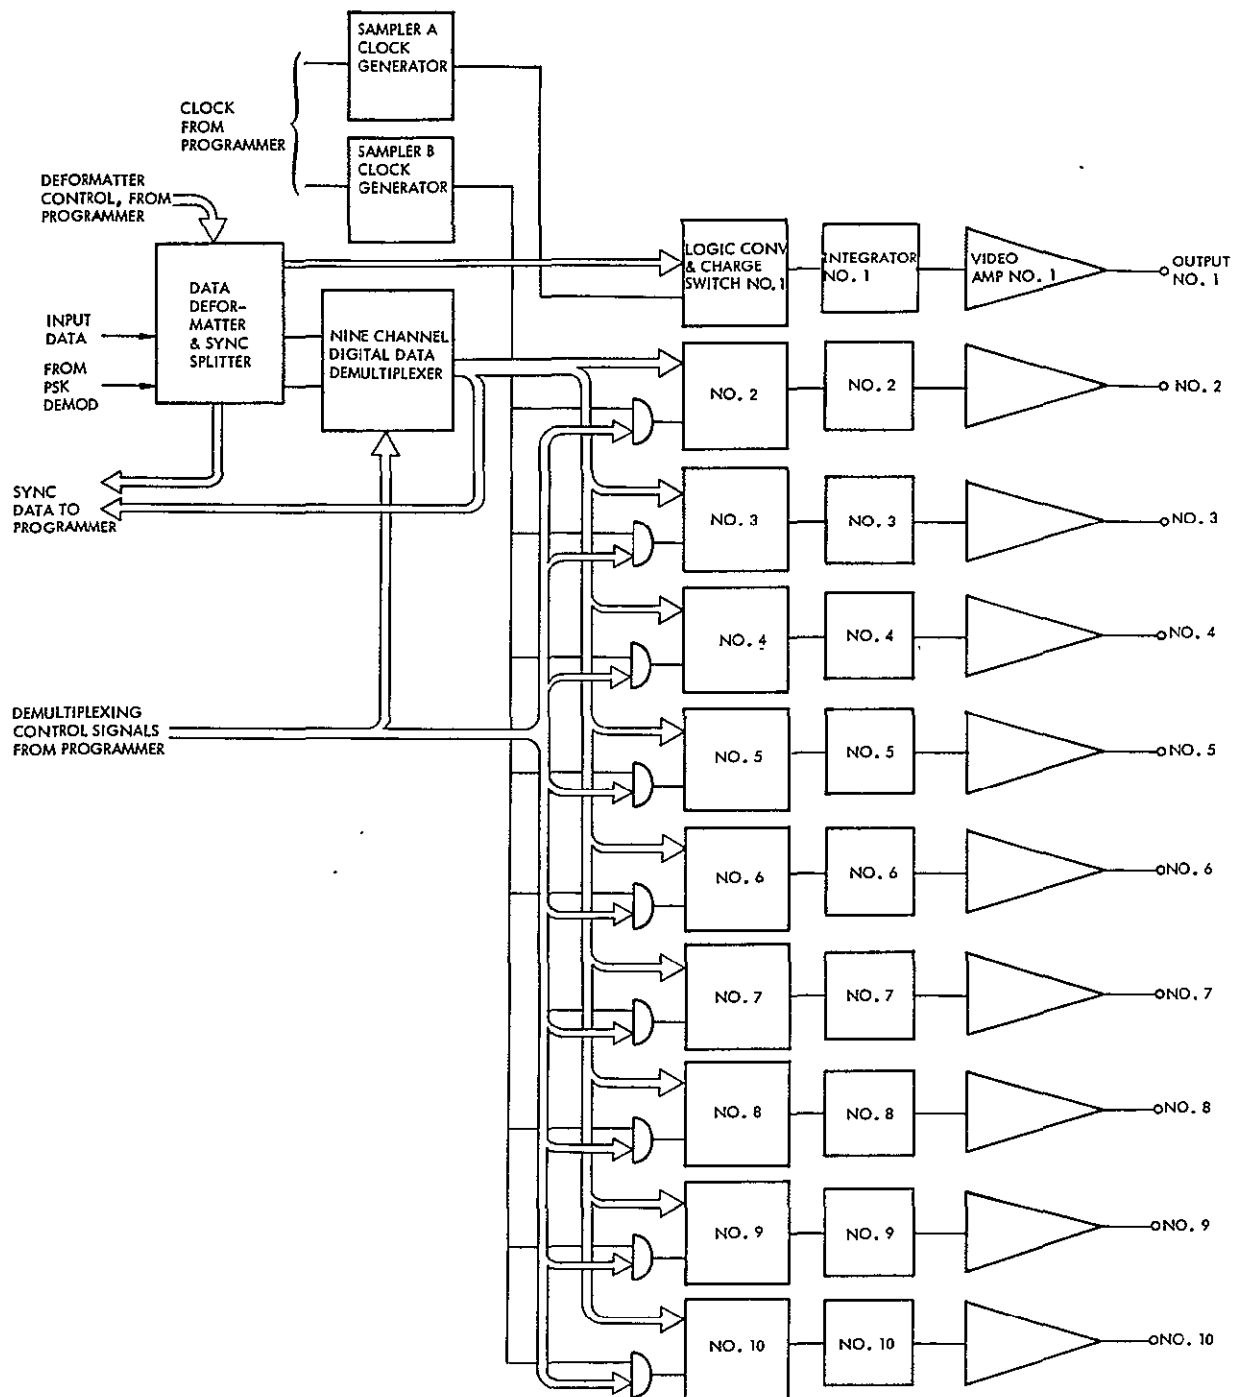 SAMPLER A
CLOCK
GENERATOR
CLOCK
FROM
PROGRAMMER
SAMPLER B
CLOCK
GENERATOR
DEFORMATTER
CONTROL, FROM
PROGRAMMER
DATA
DEFOR-
MATTER
& SYNC
SPLITTER
INPUT
DATA
FROM
PSK
DEMOD
NINE CHANNEL
DIGITAL DATA
DEMULTIPLEXER
SYNC
DATA TO
PROGRAMMER
DEMULTIPLEXING
CONTROL SIGNALS
FROM PROGRAMMER
LOGIC CONV
& CHARGE
SWITCH NO. 1
INTEGRATOR
NO. 1
VIDEO
AMP NO. 1
OUTPUT
NO. 1
NO. 2
NO. 2
NO. 2
NO. 3
NO. 3
NO. 3
NO. 4
NO. 4
NO. 4
NO. 5
NO. 5
NO. 5
NO. 6
NO. 6
NO. 6
NO. 7
NO. 7
NO. 7
NO. 8
NO. 8
NO. 8
NO. 9
NO. 9
NO. 9
NO. 10
NO. 10
NO. 10